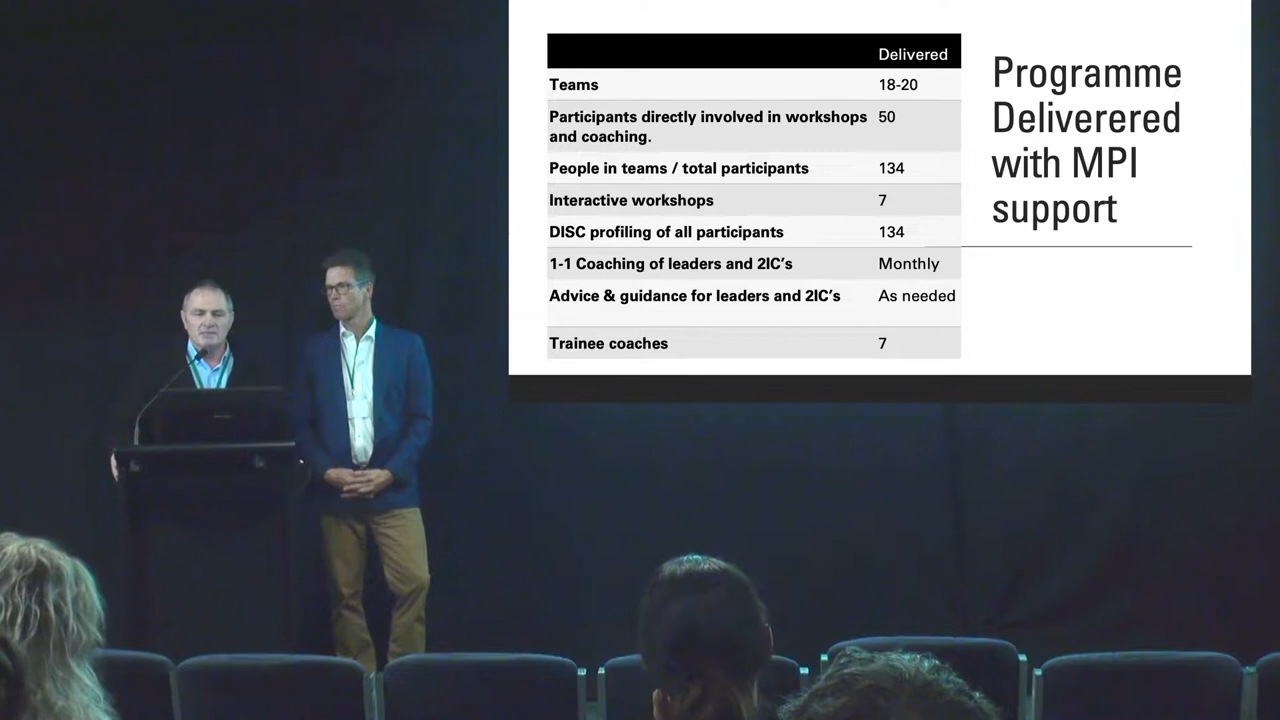 Delivered
Teams 18-20
Participants directly involved in workshops 50
and coaching.
People in teams / total participants 134
Interactive workshops 7
DISC profiling of all participants 134
1-1 Coaching of leaders and 2IC's Monthly
Advice & guidance for leaders and 2IC's As needed
Trainee coaches 7
Programme
Deliverered
with MPI
support